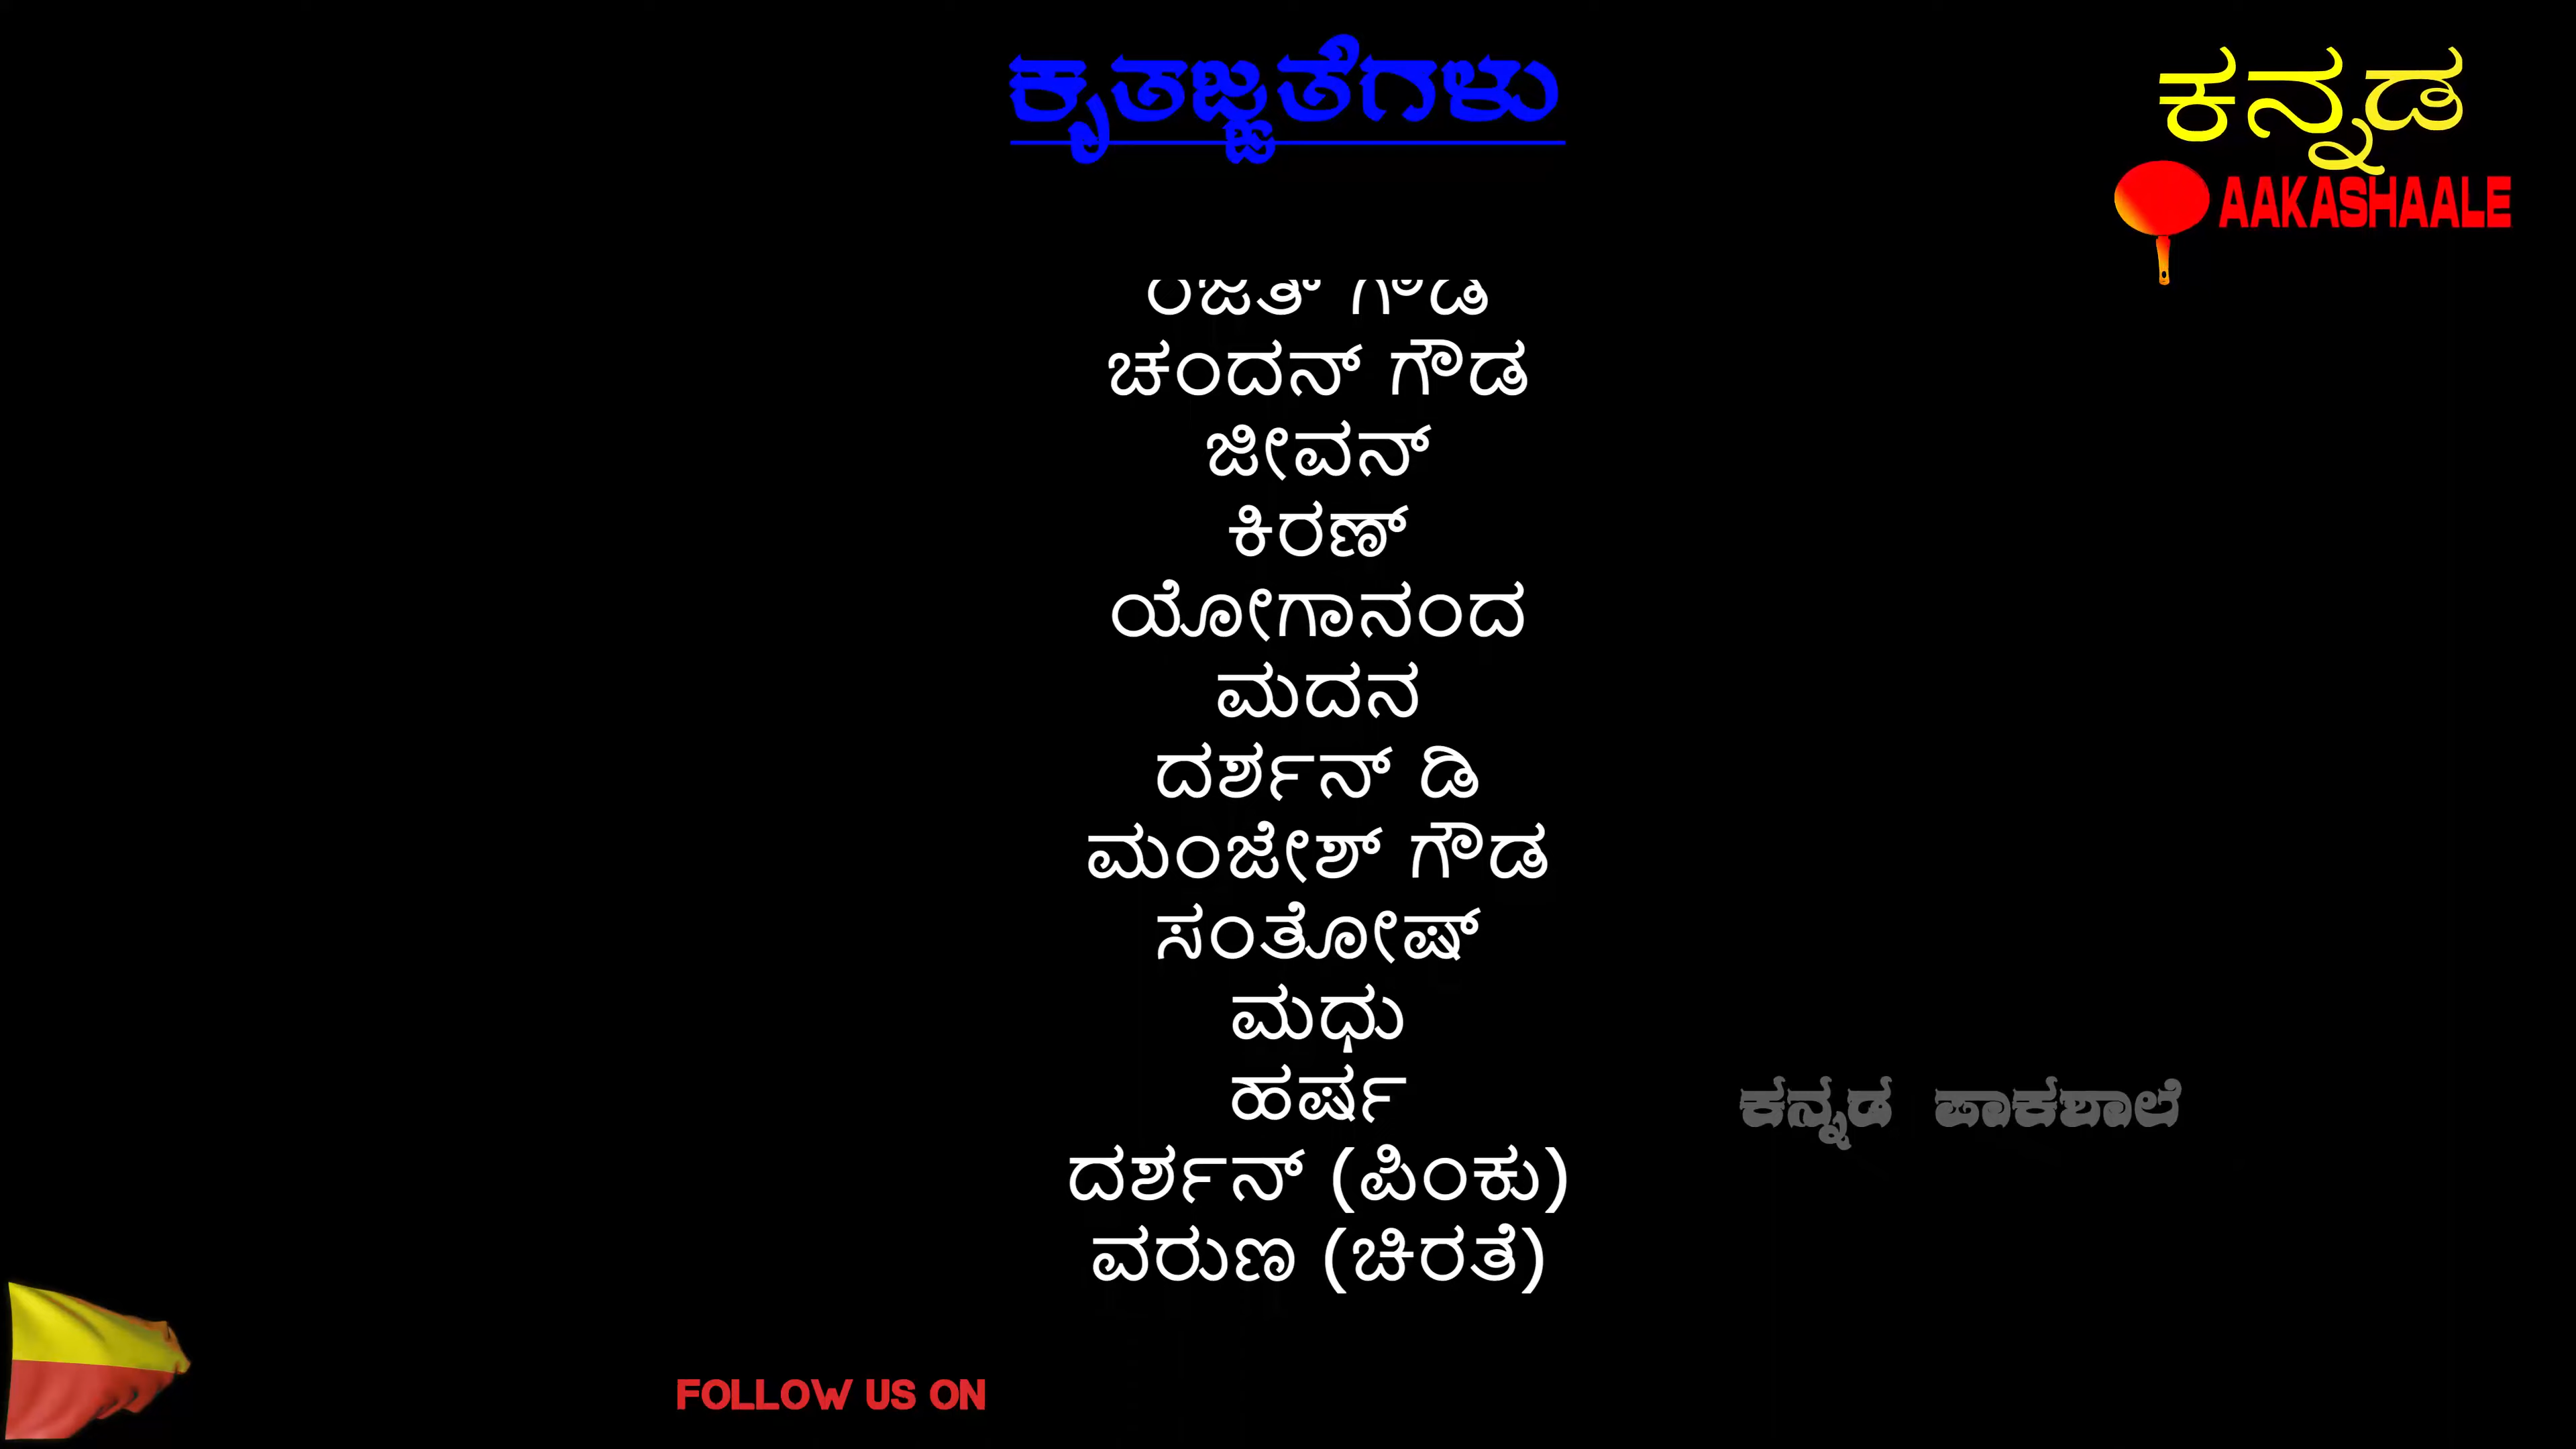 ಕೃತಜ್ಞತೆಗಳು
ಕನ್ನಡ
AAKASHAALE
ರಜತ್ ಗೌಡ
ಚಂದನ್ ಗೌಡ
ಜೀವನ್
ಕಿರಣ್
ಯೋಗಾನಂದ
ಮದನ
ದರ್ಶನ್ ಡಿ
ಮಂಜೇಶ್ ಗೌಡ
ಸಂತೋಷ್
ಮಧು
ಹರ್ಷ
ದರ್ಶನ್ (ಪಿಂಕು)
ವರುಣ (ಚಿರತೆ)
ಕನ್ನಡ ಪಾಕಶಾಲೆ
FOLLOW US ON